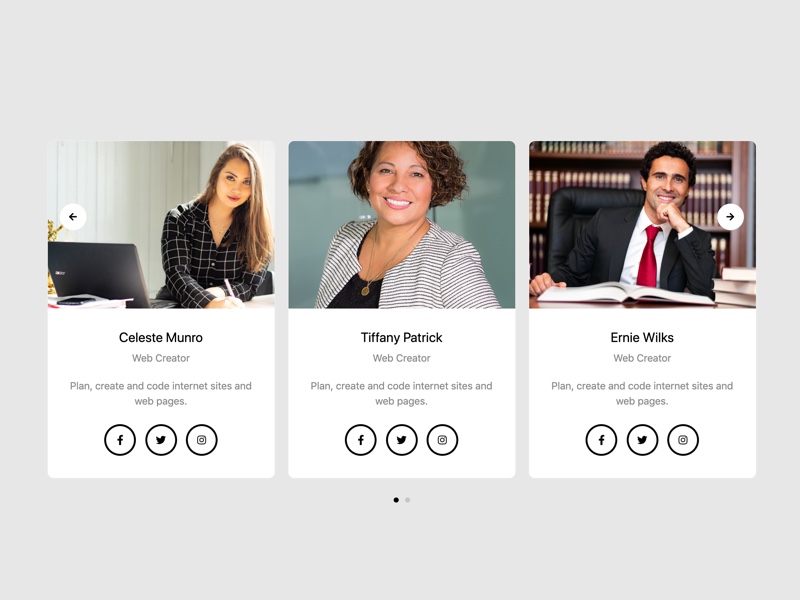 Celeste Munro
Web Creator
Plan, create and code internet sites and
web pages.
Tiffany Patrick
Web Creator
Plan, create and code internet sites and
web pages.
Ernie Wilks
Web Creator
Plan, create and code internet sites and
web pages.